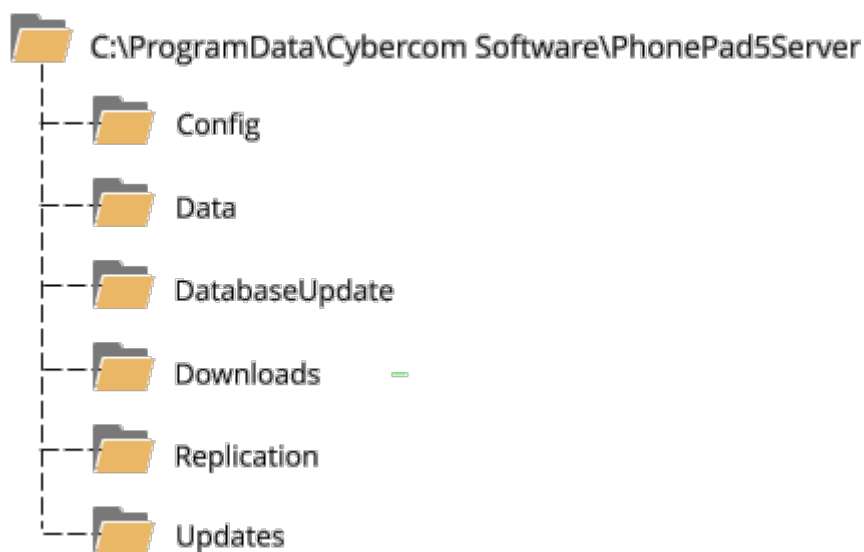 C:\ProgramData\Cybercom Software\PhonePad5Server
Config
Data
DatabaseUpdate
Downloads
Replication
Updates